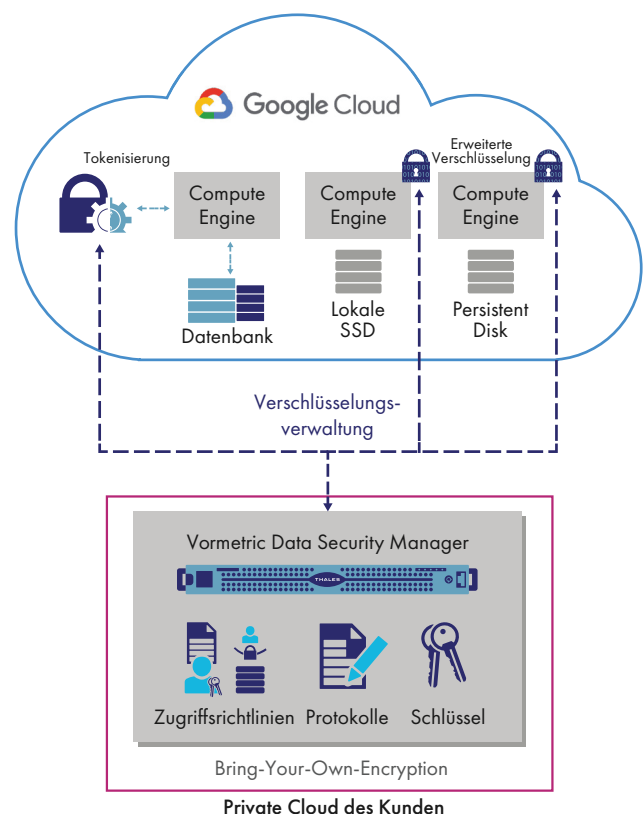 Google Cloud
Tokenisierung
Erweiterte
Verschlüsselung
Compute
Engine
Compute
Engine
Compute
Engine
Datenbank
Lokale
SSD
Persistent
Disk
Verschlüsselungs-
verwaltung
Vormetric Data Security Manager
THALES
Zugriffsrichtlinien
Protokolle
Schlüssel
Bring-Your-Own-Encryption
Private Cloud des Kunden